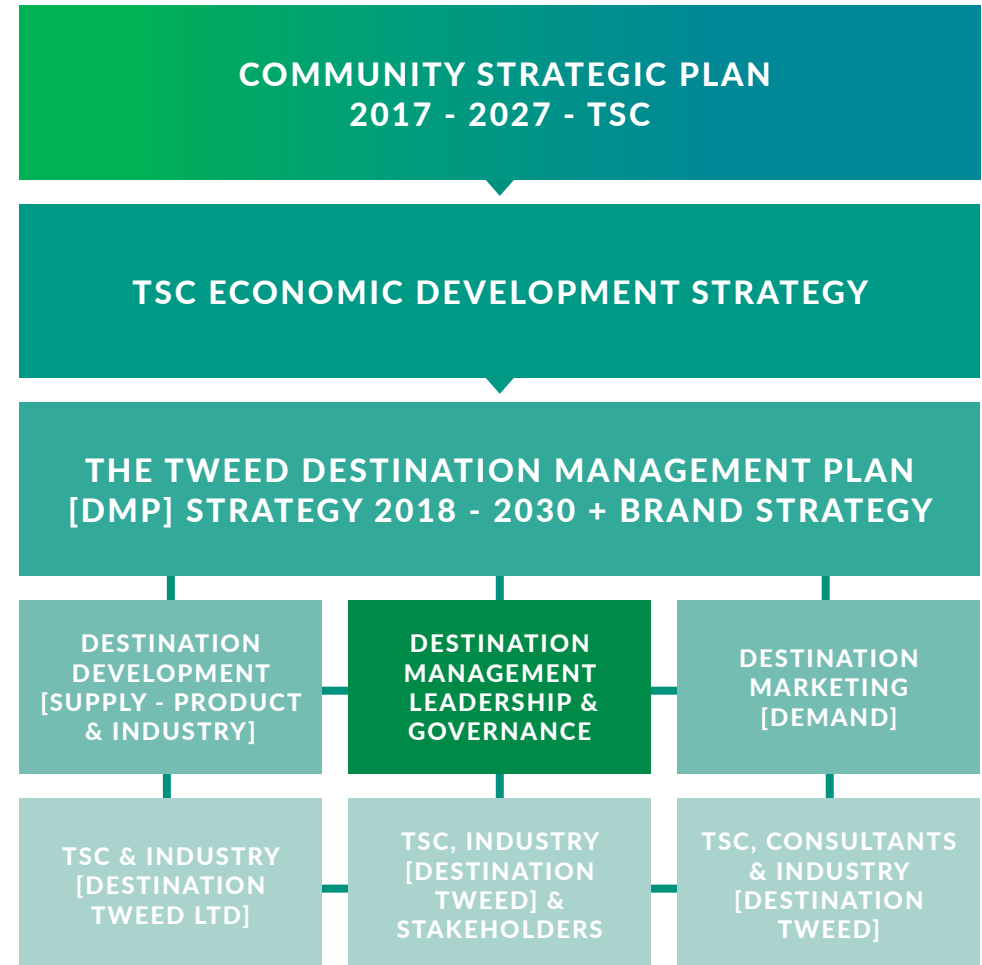 COMMUNITY STRATEGIC PLAN
2017 - 2027 - TSC
TSC ECONOMIC DEVELOPMENT STRATEGY
THE TWEED DESTINATION MANAGEMENT PLAN
[DMP] STRATEGY 2018 - 2030 + BRAND STRATEGY
DESTINATION
DEVELOPMENT
[SUPPLY - PRODUCT
& INDUSTRY]
DESTINATION
MANAGEMENT
LEADERSHIP &
GOVERNANCE
DESTINATION
MARKETING
[DEMAND]
TSC & INDUSTRY
[DESTINATION
TWEED LTD]
TSC, INDUSTRY
[DESTINATION
TWEED] &
STAKEHOLDERS
TSC, CONSULTANTS
& INDUSTRY
[DESTINATION
TWEED]